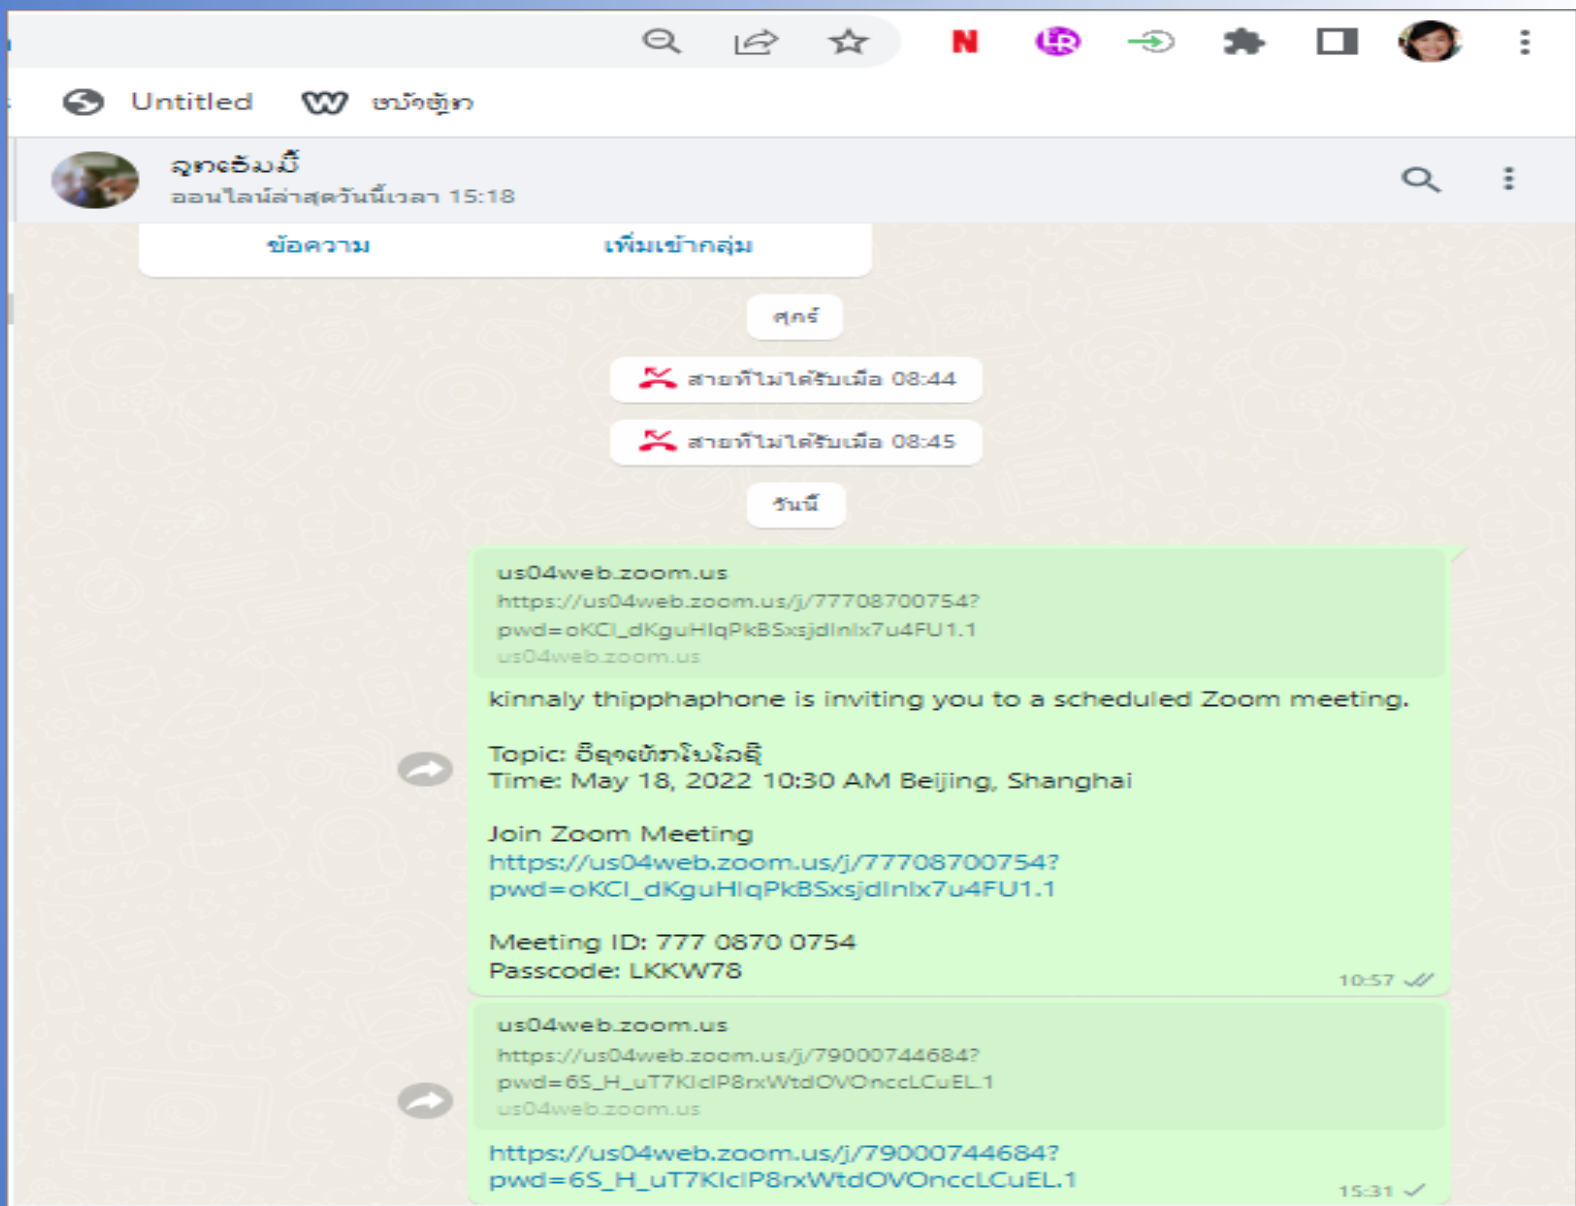 Untitled
ໜ້າຫຼັກ
ລູກເອ້ມມີ້
ออนไลน์ล่าสุดวันนี้เวลา 15:18
ข้อความ เพิ่มเข้ากลุ่ม
ศุกร์
สายที่ไม่ได้รับเมื่อ 08:44
สายที่ไม่ได้รับเมื่อ 08:45
วันนี้
us04web.zoom.us
https://us04web.zoom.us/j/77708700754?
pwd=oKCl_dKguHlqPkBSxsjdlnlx7u4FU1.1
us04web.zoom.us
kinnaly thipphaphone is inviting you to a scheduled Zoom meeting.
Topic: ວິຊາເຕັກໂນໂລຊີ
Time: May 18, 2022 10:30 AM Beijing, Shanghai
Join Zoom Meeting
https://us04web.zoom.us/j/77708700754?
pwd=oKCl_dKguHlqPkBSxsjdlnlx7u4FU1.1
Meeting ID: 777 0870 0754
Passcode: LKKW78
10:57
us04web.zoom.us
https://us04web.zoom.us/j/79000744684?
pwd=6S_H_uT7KIclP8rxWtdOVOnccLCuEL.1
us04web.zoom.us
https://us04web.zoom.us/j/79000744684?
pwd=6S_H_uT7KIclP8rxWtdOVOnccLCuEL.1
15:31